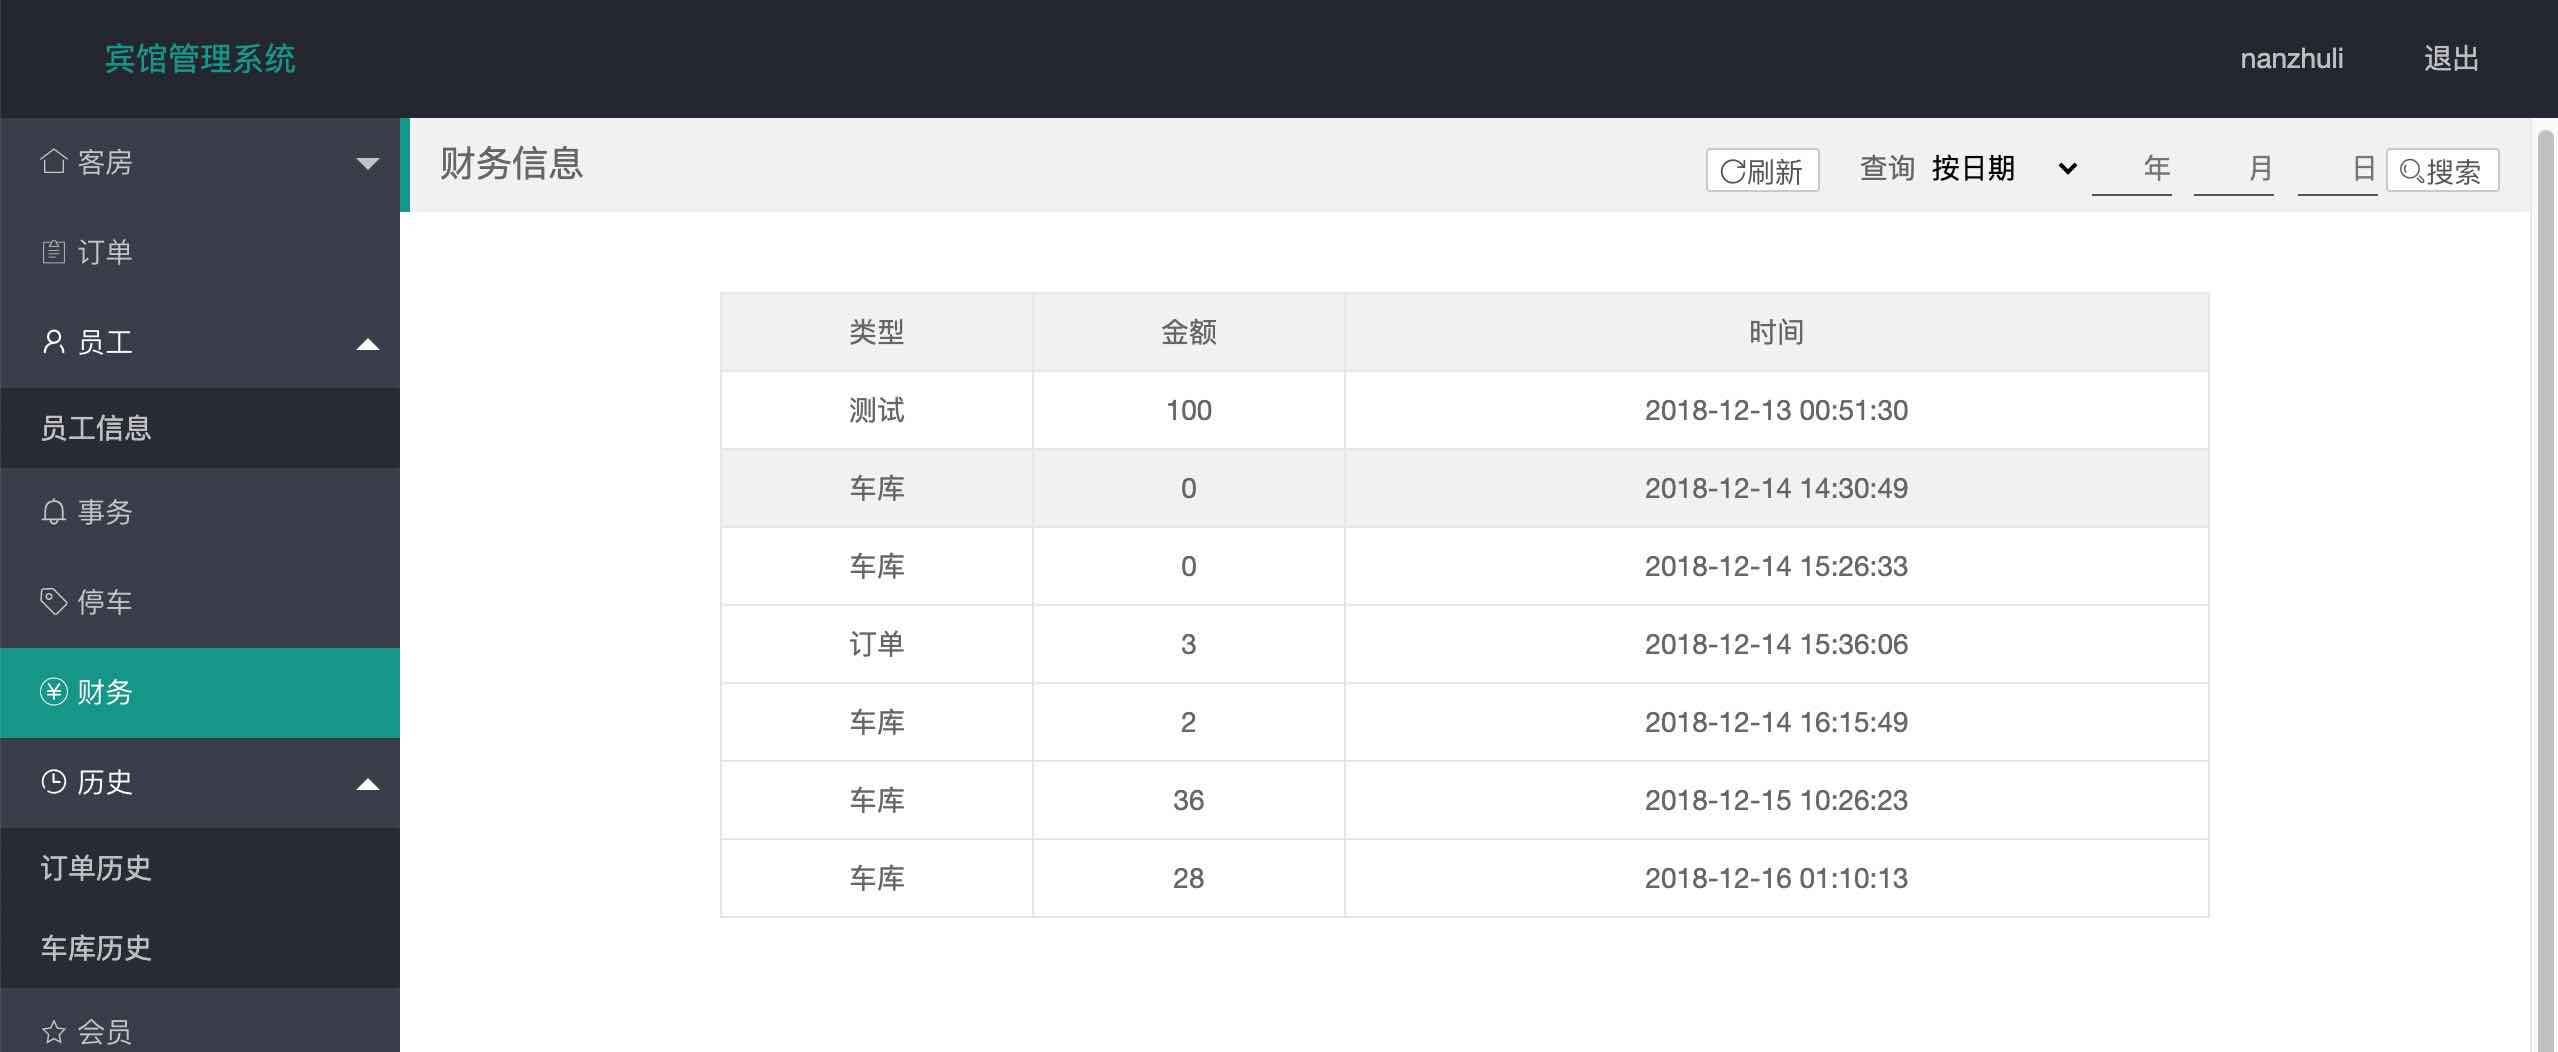 宾馆管理系统
nanzhuli
退出
客房
订单
员工
员工信息
事务
停车
财务
历史
订单历史
车库历史
会员
财务信息
刷新
查询 按日期 年 月 日 搜索
类型 金额 时间
测试 100 2018-12-13 00:51:30
车库 0 2018-12-14 14:30:49
车库 0 2018-12-14 15:26:33
订单 3 2018-12-14 15:36:06
车库 2 2018-12-14 16:15:49
车库 36 2018-12-15 10:26:23
车库 28 2018-12-16 01:10:13